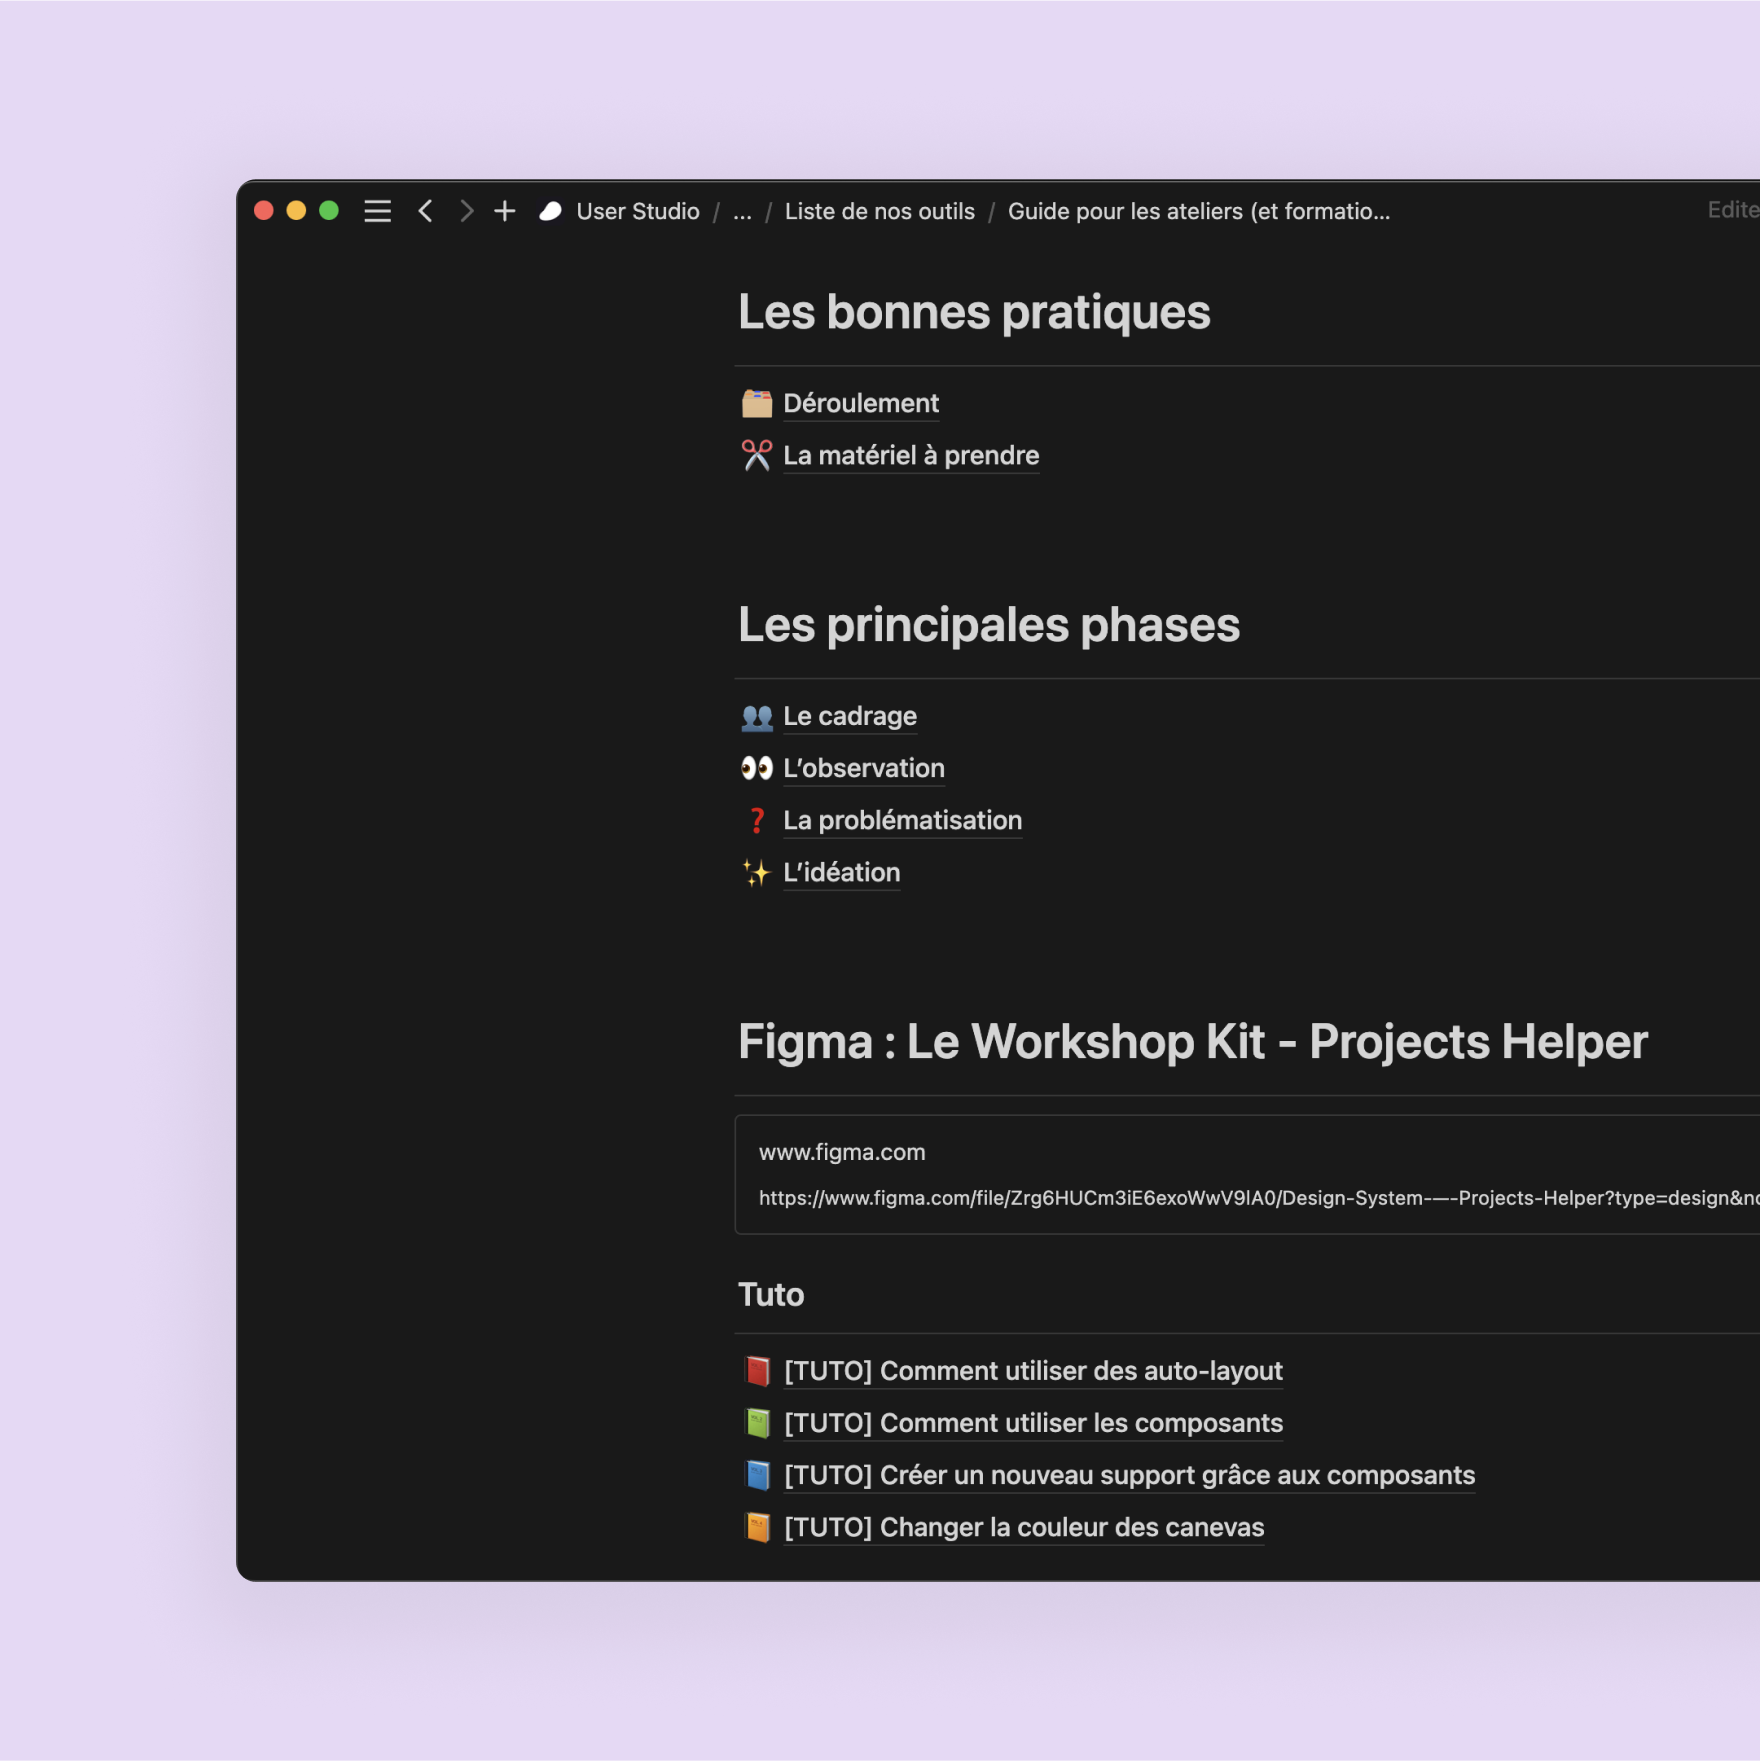 User Studio / ... / Liste de nos outils / Guide pour les ateliers (et formatio...
Edite
Les bonnes pratiques
Déroulement
La matériel à prendre
Les principales phases
Le cadrage
L’observation
La problématisation
L’idéation
Figma : Le Workshop Kit - Projects Helper
www.figma.com
https://www.figma.com/file/Zrg6HUCm3iE6exoWwV9lA0/Design-System-—-Projects-Helper?type=design&no
Tuto
[TUTO] Comment utiliser des auto-layout
[TUTO] Comment utiliser les composants
[TUTO] Créer un nouveau support grâce aux composants
[TUTO] Changer la couleur des canevas